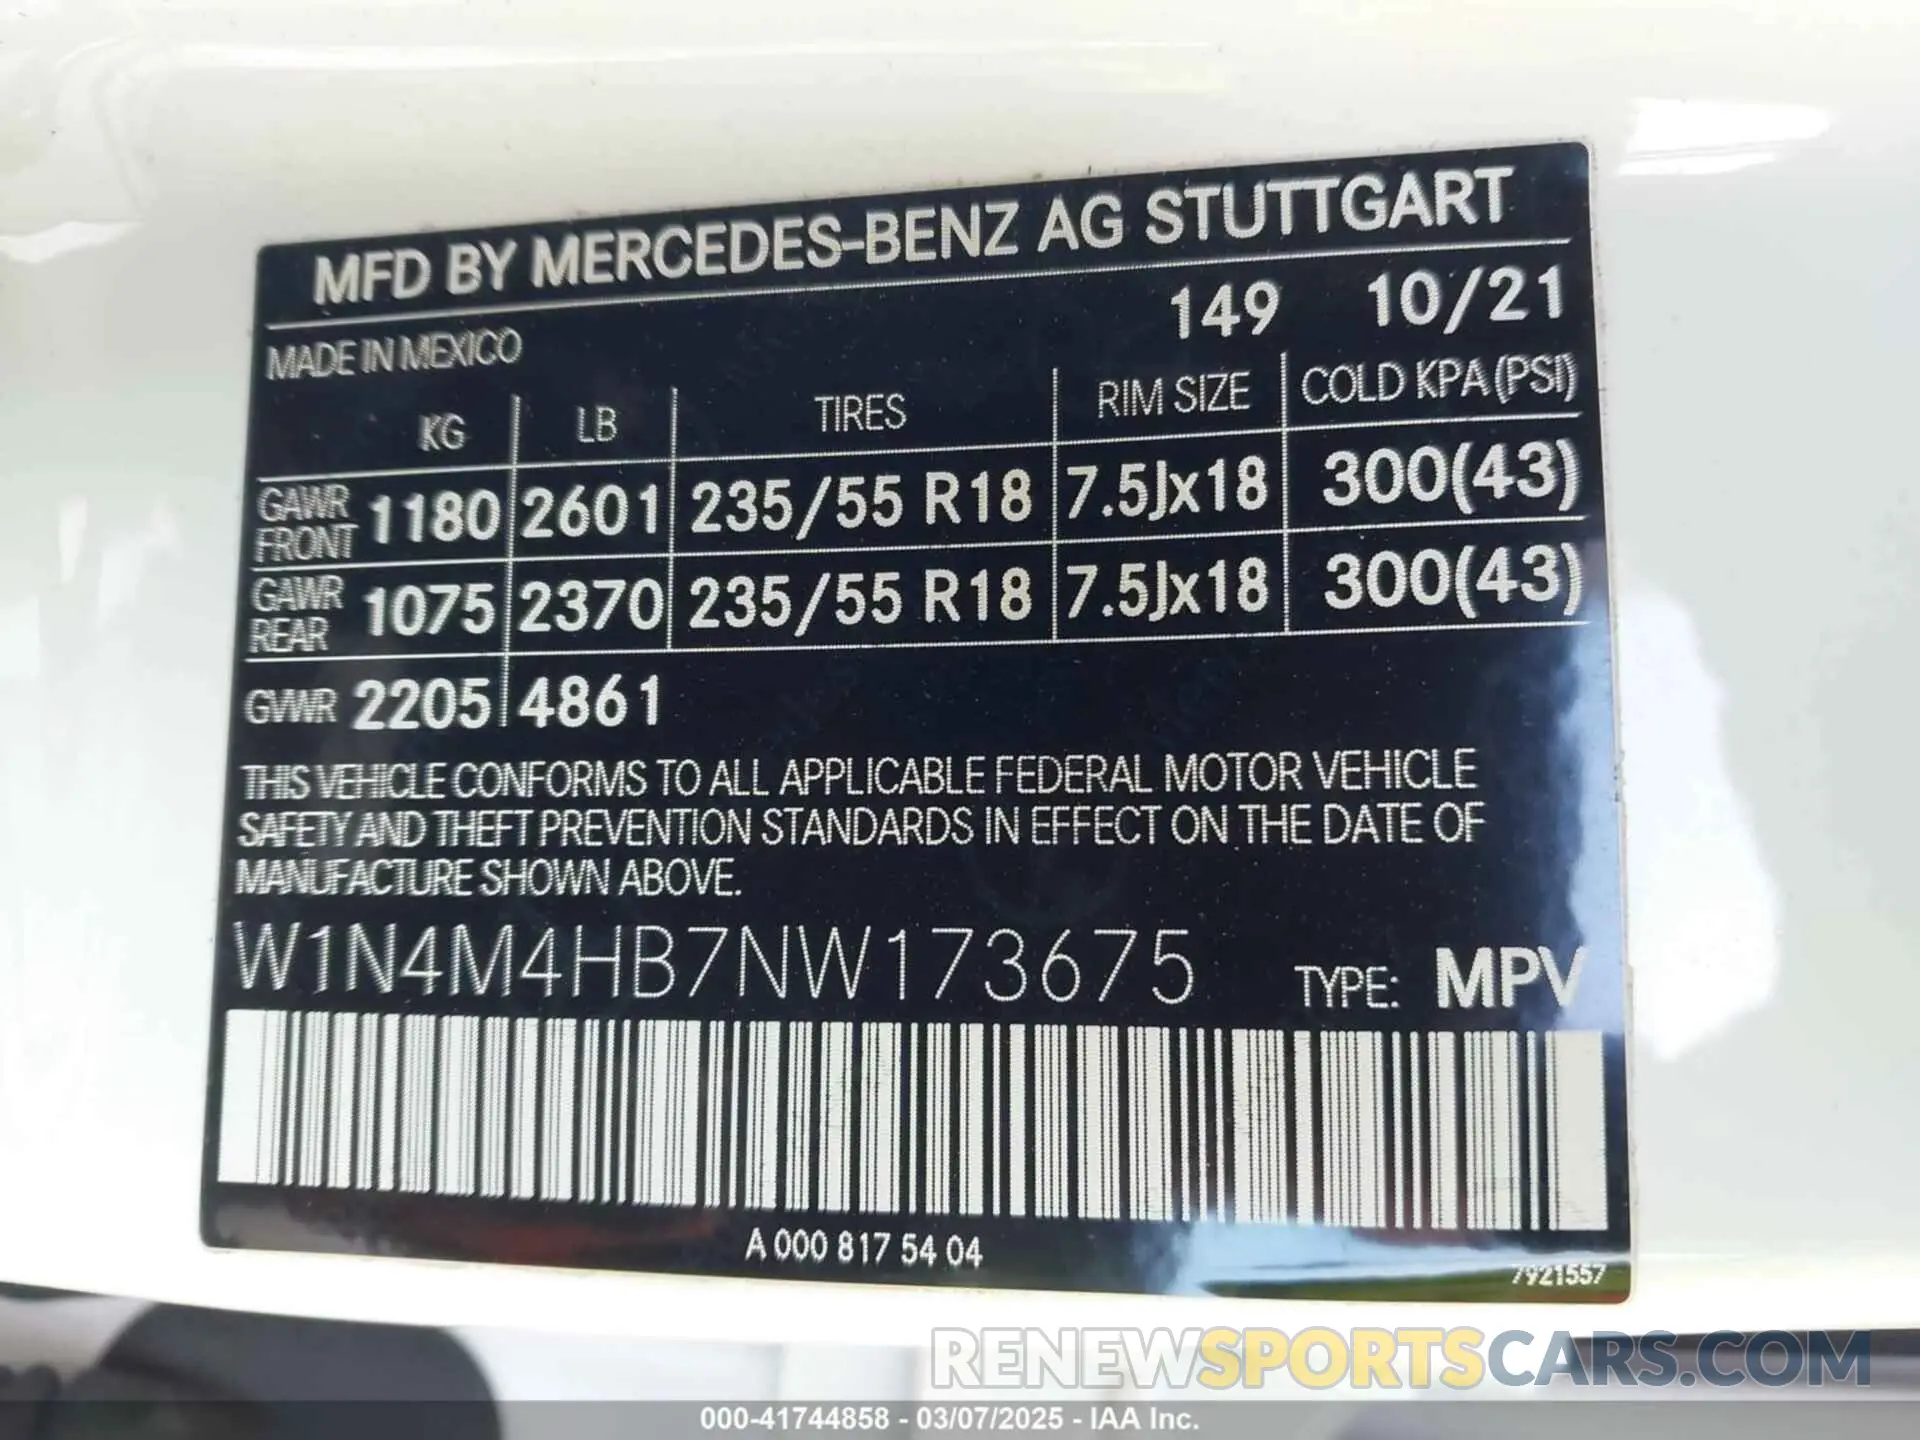 MFD BY MERCEDES-BENZ AG STUTTGART
MADE IN MEXICO 149 10/21
KG LB TIRES RIM SIZE COLD KPA (PSI)
GAWR FRONT 1180 2601 235/55 R18 7.5Jx18 300(43)
GAWR REAR 1075 2370 235/55 R18 7.5Jx18 300(43)
GVWR 2205 4861
THIS VEHICLE CONFORMS TO ALL APPLICABLE FEDERAL MOTOR VEHICLE
SAFETY AND THEFT PREVENTION STANDARDS IN EFFECT ON THE DATE OF
MANUFACTURE SHOWN ABOVE.
W1N4M4HB7NW173675 TYPE: MPV
A 000 817 54 04
7921557
RENEWSPORTSCARS.COM
000-41744858 - 03/07/2025 - IAA Inc.